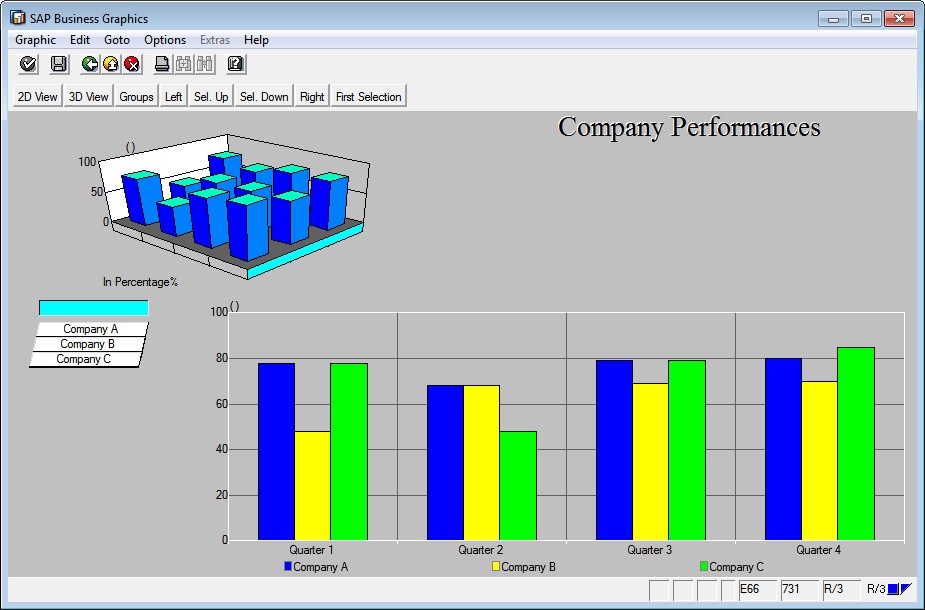 SAP Business Graphics
Graphic Edit Goto Options Extras Help
2D View 3D View Groups Left Sel. Up Sel. Down Right First Selection
Company Performances
()
100
50
0
In Percentage%
Company A
Company B
Company C
()
100
80
60
40
20
0
Quarter 1 Quarter 2 Quarter 3 Quarter 4
Company A Company B Company C
E66 731 R/3 R/3